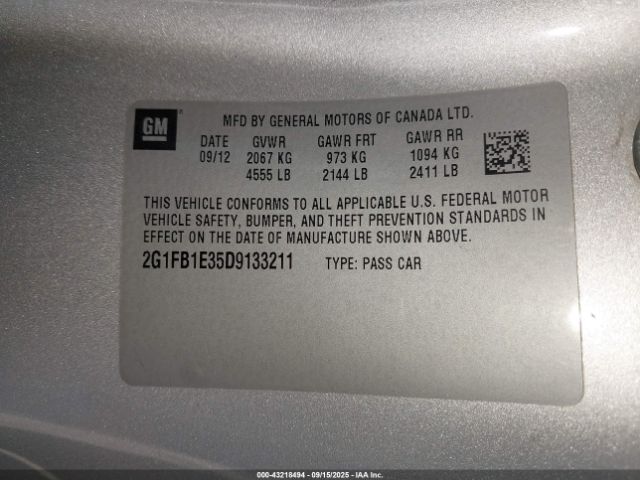 MFD BY GENERAL MOTORS OF CANADA LTD.
GM®
DATE GVWR GAWR FRT GAWR RR
09/12 2067 KG 973 KG 1094 KG
4555 LB 2144 LB 2411 LB
THIS VEHICLE CONFORMS TO ALL APPLICABLE U.S. FEDERAL MOTOR
VEHICLE SAFETY, BUMPER, AND THEFT PREVENTION STANDARDS IN
EFFECT ON THE DATE OF MANUFACTURE SHOWN ABOVE.
2G1FB1E35D9133211 TYPE: PASS CAR
000-43218494 - 09/15/2025 - IAA Inc.